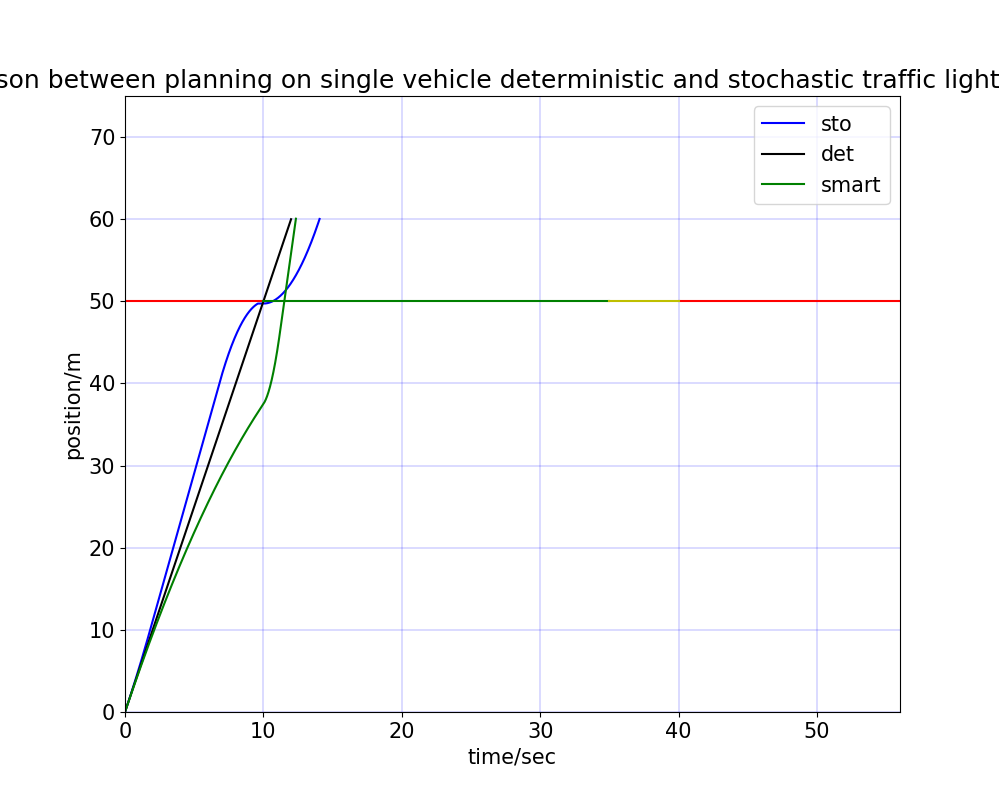 son between planning on single vehicle deterministic and stochastic traffic light
sto
det
smart
70
60
50
40
30
20
10
0
position/m
0 10 20 30 40 50
time/sec